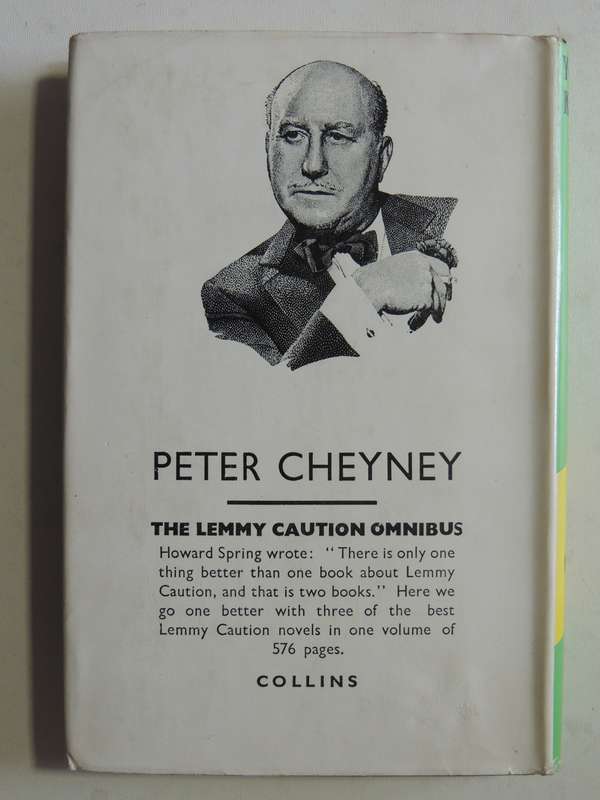 PETER CHEYNEY
THE LEMMY CAUTION OMNIBUS
Howard Spring wrote: "There is only one
thing better than one book about Lemmy
Caution, and that is two books." Here we
go one better with three of the best
Lemmy Caution novels in one volume of
576 pages.
COLLINS